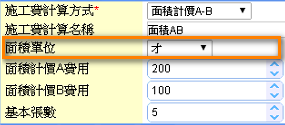 施工費計算方式* 面積計價A-B
施工費計算名稱 面積AB
面積單位 才
面積計價A費用 200
面積計價B費用 100
基本張數 5